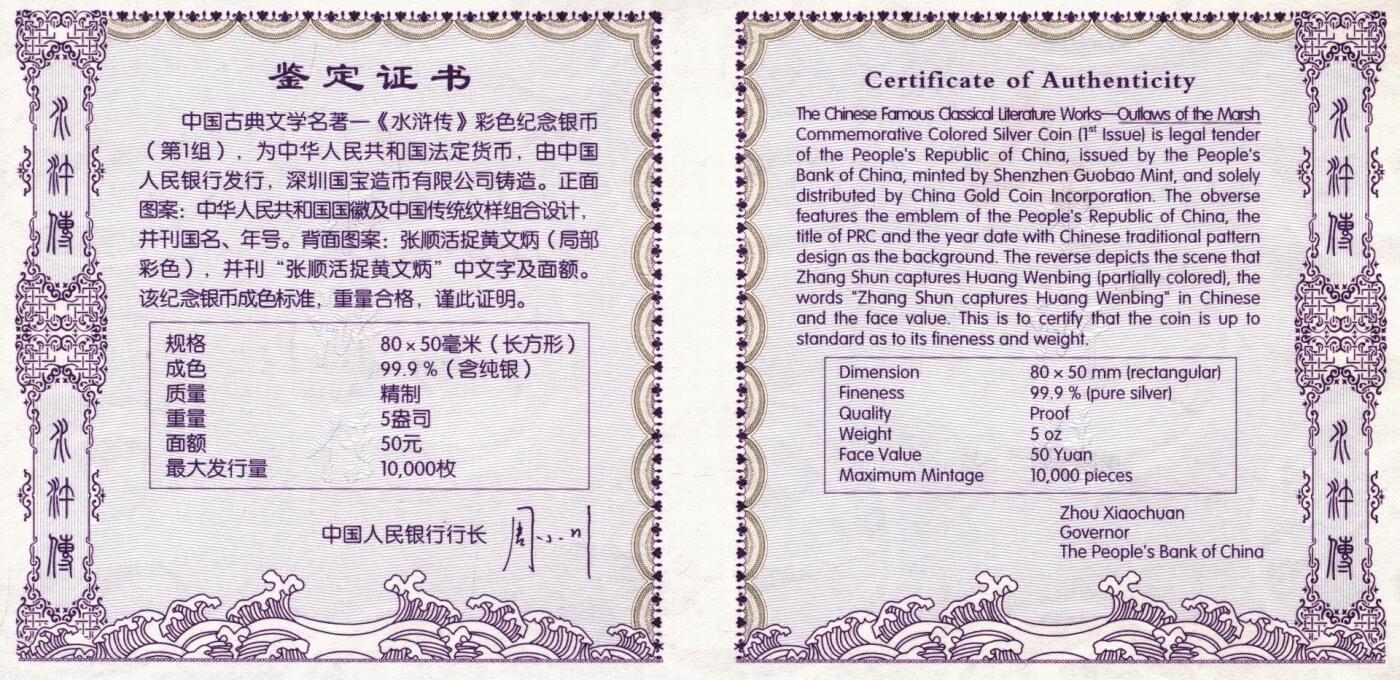 水滸傳
水滸傳
鉴定证书
中国古典文学名著—《水浒传》彩色纪念银币
（第1组），为中华人民共和国法定货币，由中国
人民银行发行，深圳国宝造币有限公司铸造。正面
图案：中华人民共和国国徽及中国传统纹样组合设计，
并刊国名、年号。背面图案：张顺活捉黄文炳（局部
彩色），并刊“张顺活捉黄文炳”中文字及面额。
该纪念银币成色标准，重量合格，谨此证明。
规格 80×50毫米（长方形）
成色 99.9 %（含纯银）
质量 精制
重量 5盎司
面额 50元
最大发行量 10,000枚
中国人民银行行长 周小川
Certificate of Authenticity
The Chinese Famous Classical Literature Works—Outlaws of the Marsh
Commemorative Colored Silver Coin (1st Issue) is legal tender
of the People's Republic of China, issued by the People's
Bank of China, minted by Shenzhen Guobao Mint, and solely
distributed by China Gold Coin Incorporation. The obverse
features the emblem of the People's Republic of China, the
title of PRC and the year date with Chinese traditional pattern
design as the background. The reverse depicts the scene that
Zhang Shun captures Huang Wenbing (partially colored), the
words "Zhang Shun captures Huang Wenbing" in Chinese
and the face value. This is to certify that the coin is up to
standard as to its fineness and weight.
Dimension 80 × 50 mm (rectangular)
Fineness 99.9 % (pure silver)
Quality Proof
Weight 5 oz
Face Value 50 Yuan
Maximum Mintage 10,000 pieces
Zhou Xiaochuan
Governor
The People's Bank of China
水滸傳
水滸傳